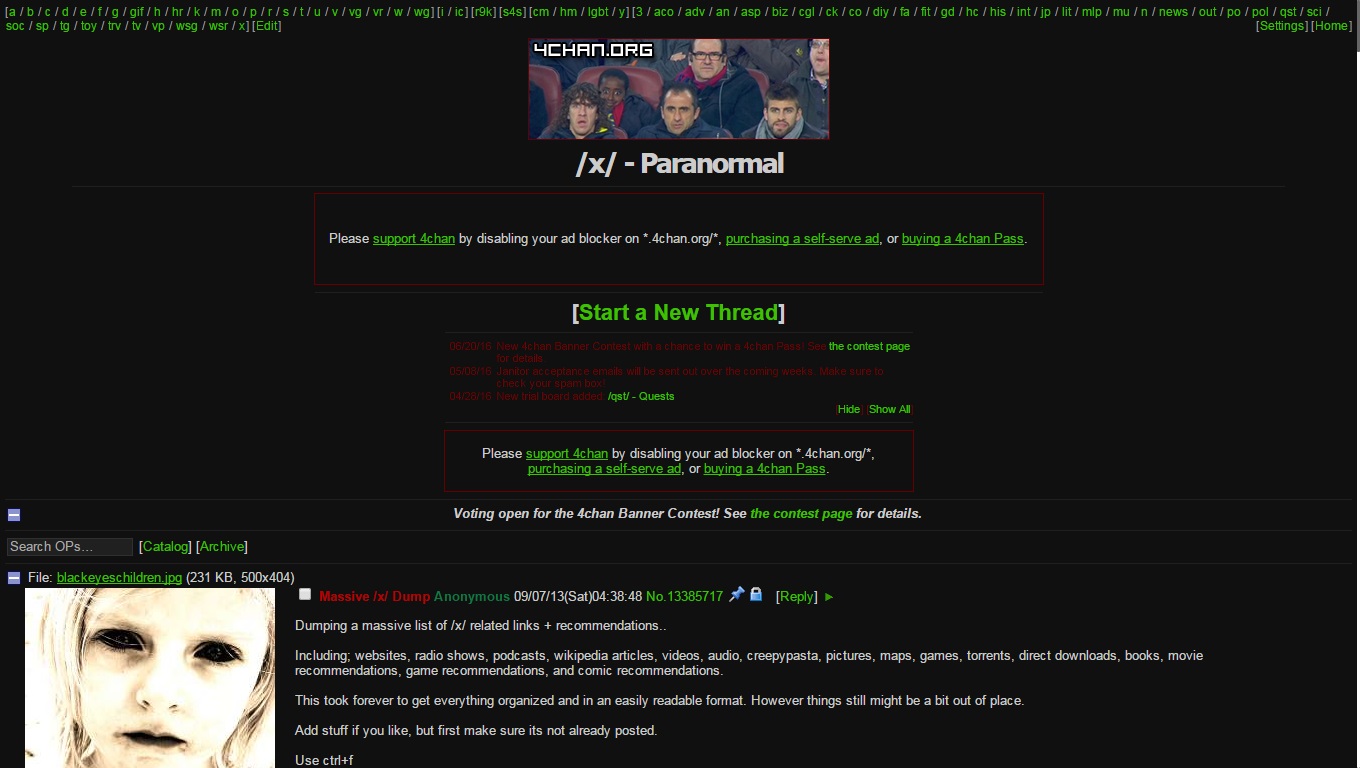 [a / b / c / d / e / f / g / gif / h / hr / k / m / o / p / r / s / t / u / v / vg / vr / w / wg] [i / ic] [r9k] [s4s] [cm / hm / lgbt / y] [3 / aco / adv / an / asp / biz / cgl / ck / co / diy / fa / fit / gd / hc / his / int / jp / lit / mlp / mu / n / news / out / po / pol / qst / sci /
soc / sp / tg / toy / trv / tv / vp / wsg / wsr / x] [Edit] [Settings] [Home]
4CHAN.ORG
/x/ - Paranormal
Please support 4chan by disabling your ad blocker on *.4chan.org/*, purchasing a self-serve ad, or buying a 4chan Pass.
[Start a New Thread]
06/20/16 New 4chan Banner Contest with a chance to win a 4chan Pass! See the contest page
for details
05/08/16 Janitor acceptance emails will be sent out over the coming weeks. Make sure to
check your spam box!
04/28/16 New trial board added: /qst/ - Quests
[Hide] [Show All]
Please support 4chan by disabling your ad blocker on *.4chan.org/*,
purchasing a self-serve ad, or buying a 4chan Pass.
Voting open for the 4chan Banner Contest! See the contest page for details.
Search OPs... [Catalog] [Archive]
File: blackeyeschildren.jpg (231 KB, 500x404)
Massive /x/ Dump Anonymous 09/07/13(Sat)04:38:48 No.13385717 [Reply] ►
Dumping a massive list of /x/ related links + recommendations..
Including; websites, radio shows, podcasts, wikipedia articles, videos, audio, creepypasta, pictures, maps, games, torrents, direct downloads, books, movie
recommendations, game recommendations, and comic recommendations.
This took forever to get everything organized and in an easily readable format. However things still might be a bit out of place.
Add stuff if you like, but first make sure its not already posted.
Use ctrl+f